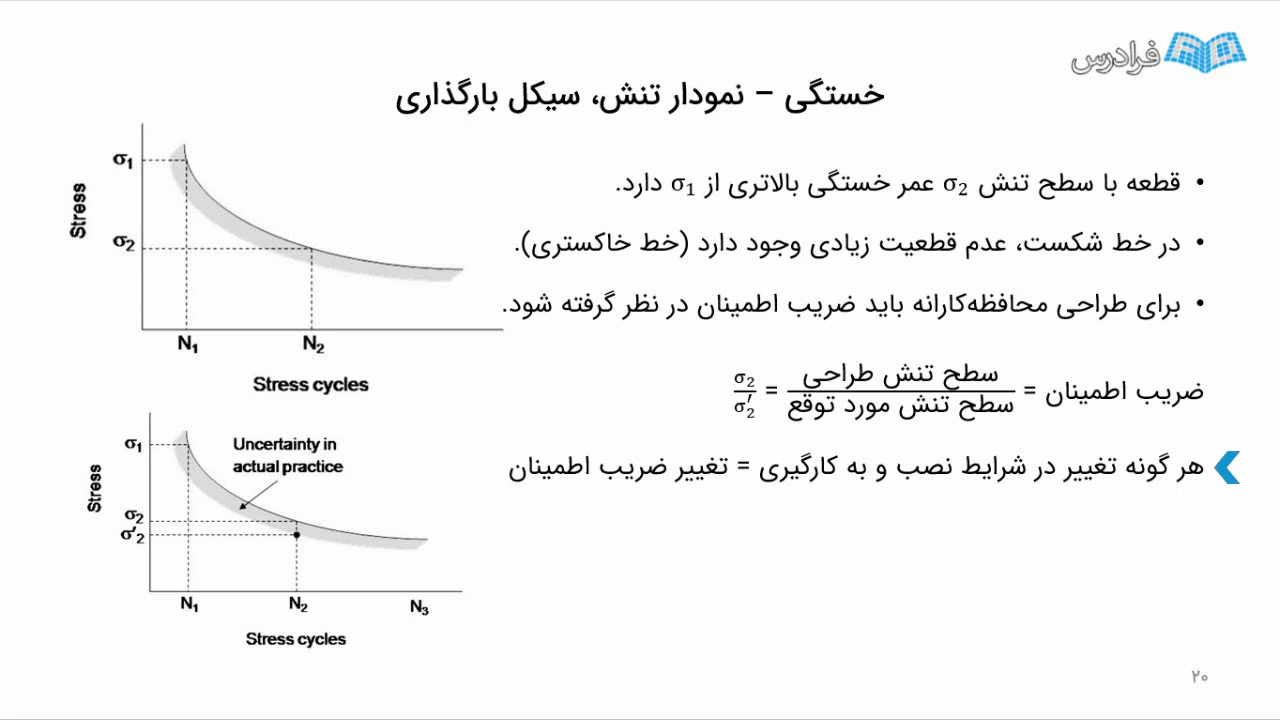 فرادرس
خستگی – نمودار تنش، سیکل بارگذاری
• قطعه با سطح تنش σ2 عمر خستگی بالاتری از σ1 دارد.
• در خط شکست، عدم قطعیت زیادی وجود دارد (خط خاکستری).
• برای طراحی محافظه‌کارانه باید ضریب اطمینان در نظر گرفته شود.
ضریب اطمینان = سطح تنش طراحی / سطح تنش مورد توقع = σ2 / σ′2
هر گونه تغییر در شرایط نصب و به کارگیری = تغییر ضریب اطمینان
Stress
σ1
σ2
N1 N2
Stress cycles
Stress
σ1
σ2
σ′2
Uncertainty in
actual practice
N1 N2 N3
Stress cycles
۲۰